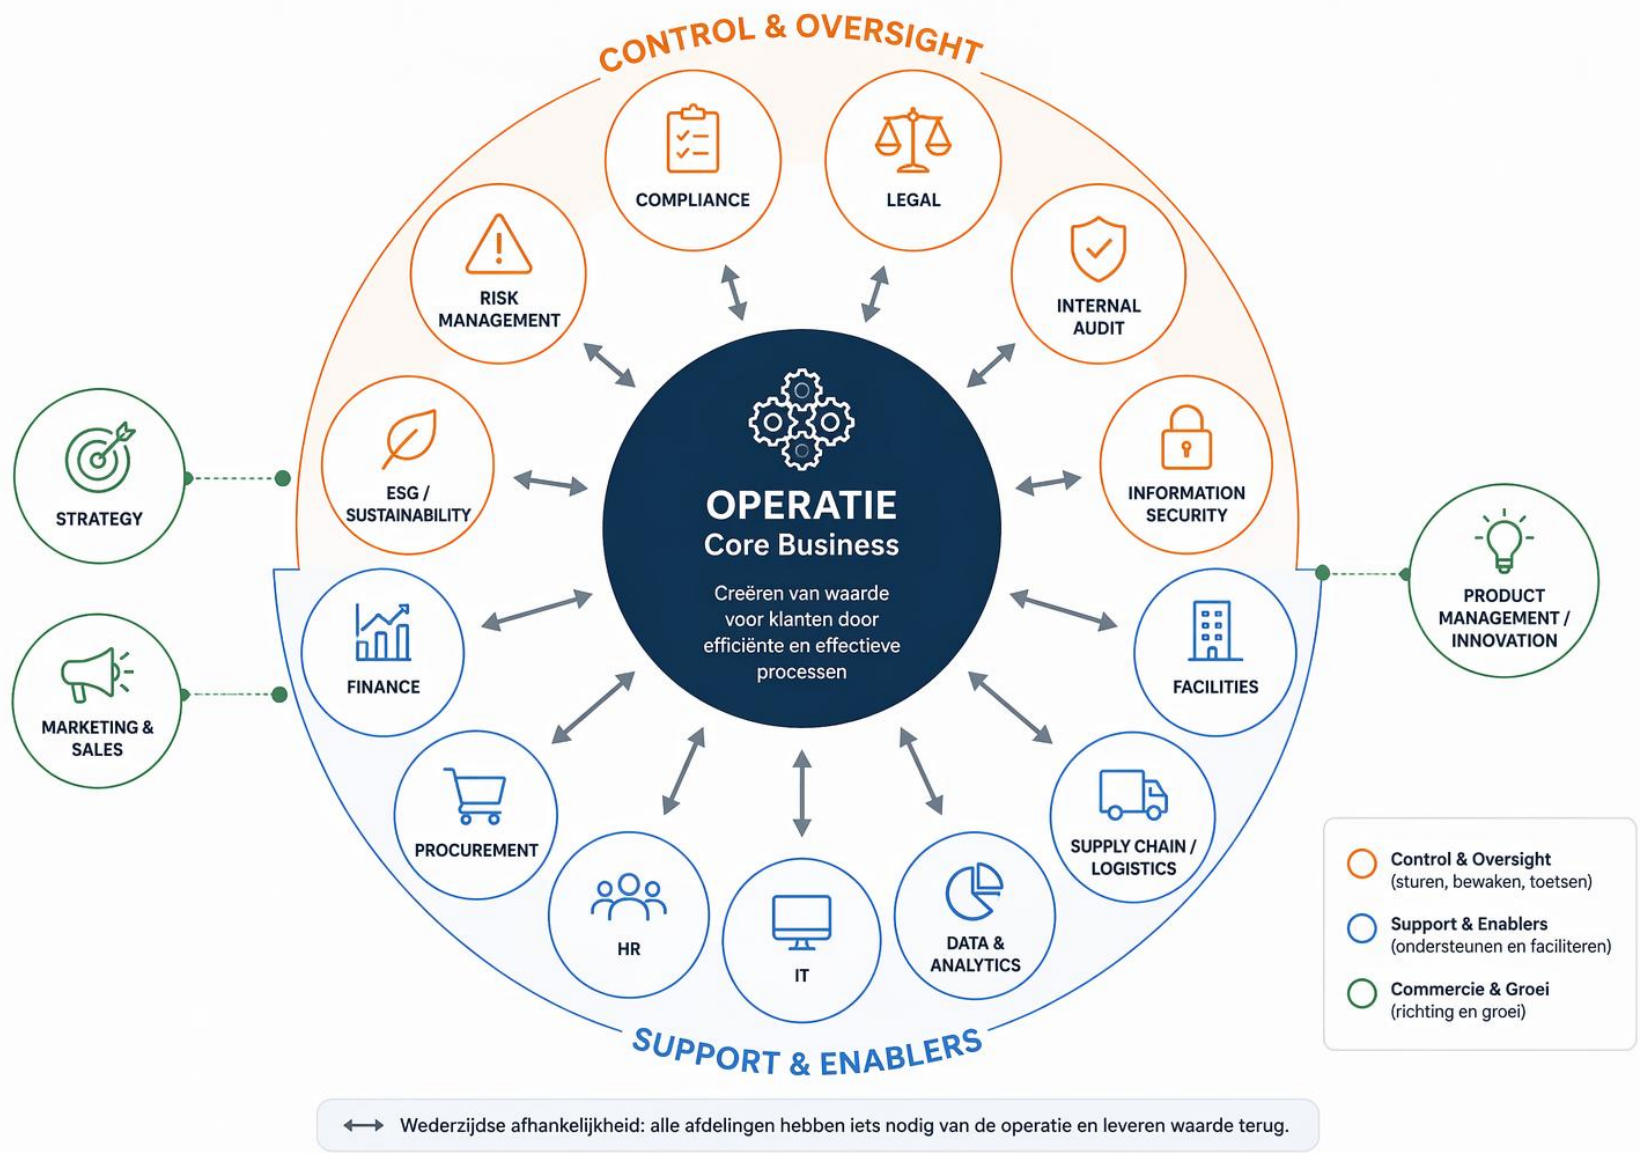 CONTROL & OVERSIGHT
COMPLIANCE
LEGAL
RISK
MANAGEMENT
INTERNAL
AUDIT
ESG /
SUSTAINABILITY
INFORMATION
SECURITY
STRATEGY
MARKETING &
SALES
OPERATIE
Core Business
Creëren van waarde
voor klanten door
efficiënte en effectieve
processen
PRODUCT
MANAGEMENT /
INNOVATION
FINANCE
FACILITIES
PROCUREMENT
SUPPLY CHAIN /
LOGISTICS
HR
IT
DATA &
ANALYTICS
SUPPORT & ENABLERS
Control & Oversight
(sturen, bewaken, toetsen)
Support & Enablers
(ondersteunen en faciliteren)
Commercie & Groei
(richting en groei)
Wederzijdse afhankelijkheid: alle afdelingen hebben iets nodig van de operatie en leveren waarde terug.